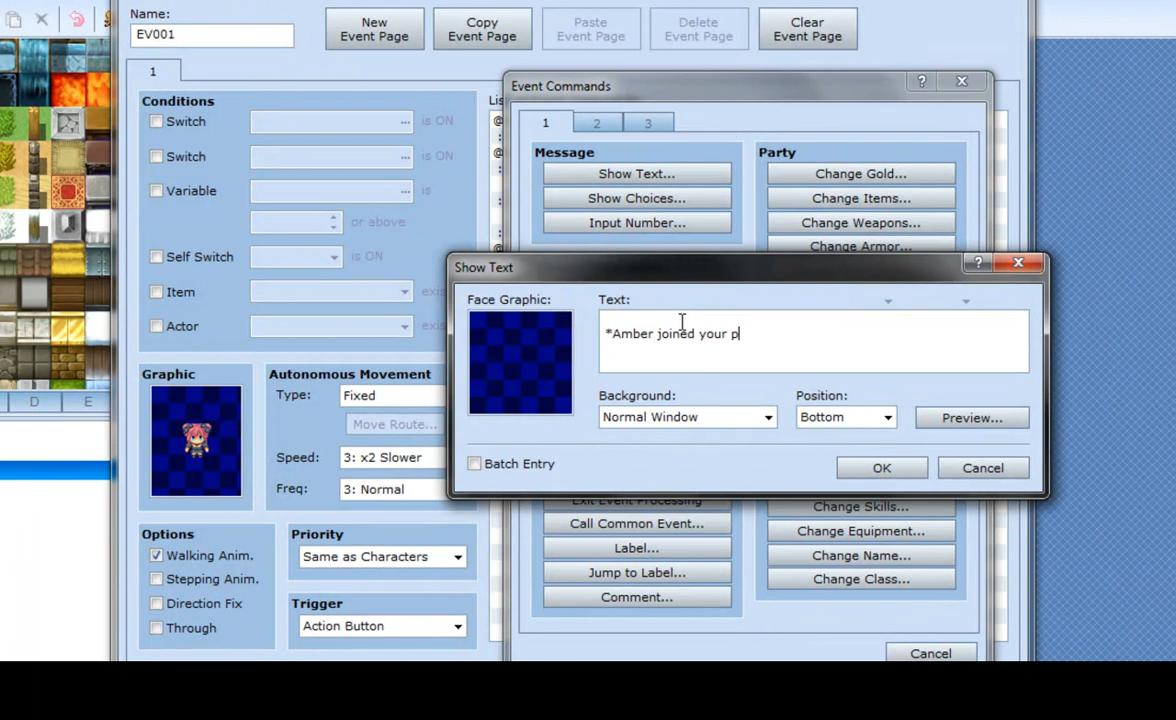 Name:
EV001
New
Event Page
Copy
Event Page
Paste
Event Page
Delete
Event Page
Clear
Event Page
1
Conditions
Switch
...
is ON
Switch
...
is ON
Variable
...
is
or above
Self Switch
is ON
Item
Actor
Graphic
Autonomous Movement
Type:
Fixed
Move Route...
Speed:
3: x2 Slower
Freq:
3: Normal
Options
Walking Anim.
Stepping Anim.
Direction Fix
Through
Priority
Same as Characters
Trigger
Action Button
D
E
Event Commands
?
1
2
3
Message
Show Text...
Show Choices...
Input Number...
Party
Change Gold...
Change Items...
Change Weapons...
Change Armor...
Show Text
?
Face Graphic:
Text:
*Amber joined your p
Background:
Normal Window
Position:
Bottom
Preview...
Batch Entry
OK
Cancel
Exit Event Processing
Call Common Event...
Label...
Jump to Label...
Comment...
Change Skills...
Change Equipment...
Change Name...
Change Class...
Cancel